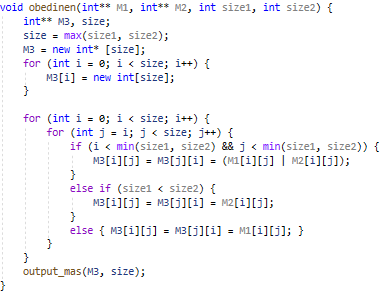 void obedinen(int** M1, int** M2, int size1, int size2) {
int** M3, size;
size = max(size1, size2);
M3 = new int* [size];
for (int i = 0; i < size; i++) {
M3[i] = new int[size];
}
for (int i = 0; i < size; i++) {
for (int j = i; j < size; j++) {
if (i < min(size1, size2) && j < min(size1, size2)) {
M3[i][j] = M3[j][i] = (M1[i][j] | M2[i][j]);
}
else if (size1 < size2) {
M3[i][j] = M3[j][i] = M2[i][j];
}
else { M3[i][j] = M3[j][i] = M1[i][j]; }
}
}
output_mas(M3, size);
}